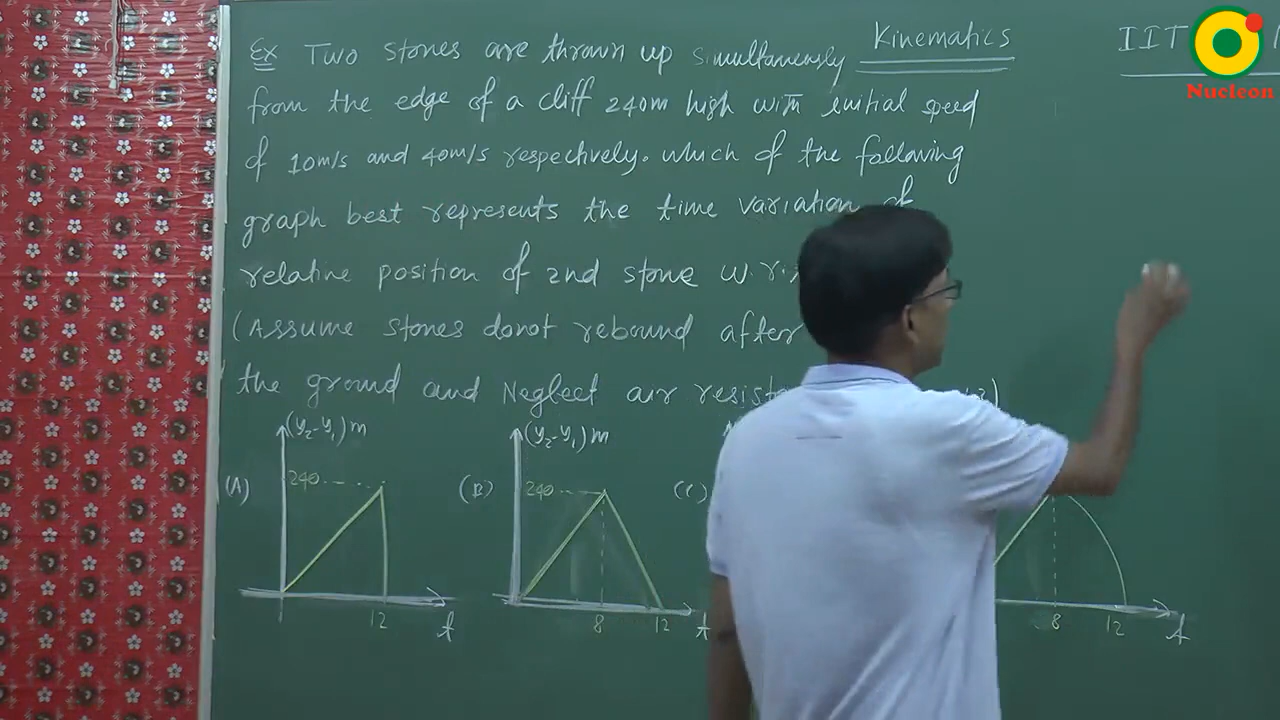 Ex Two stones are thrown up simultaneously
Kinematics
IIT
Nucleon
from the edge of a cliff 240m high with initial speed
of 10m/s and 40m/s respectively. Which of the following
graph best represents the time variation of
relative position of 2nd stone w.r.
(Assume stones donot rebound after
the ground and Neglect air
(A)
(y₂-y₁)m
240
12
t
(B)
(y₂-y₁)m
240
8
12
t
(C)
8
12
t